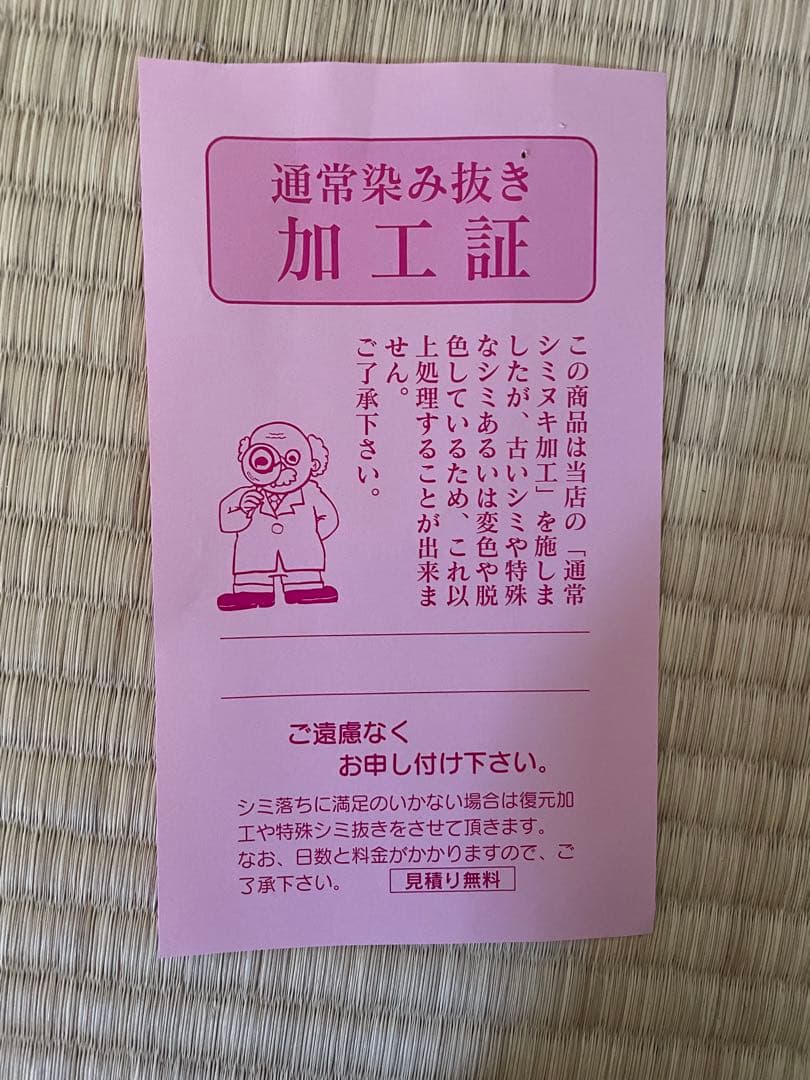 通常染み抜き
加工証
この商品は当店の「通常
シミヌキ加工」を施しま
したが、古いシミや特殊
なシミあるいは変色や脱
色しているため、これ以
上処理することが出来ま
せん。
ご了承下さい。
ご遠慮なく
お申し付け下さい。
シミ落ちに満足のいかない場合は復元加
工や特殊シミ抜きをさせて頂きます。
なお、日数と料金がかかりますので、ご
了承下さい。 見積り無料